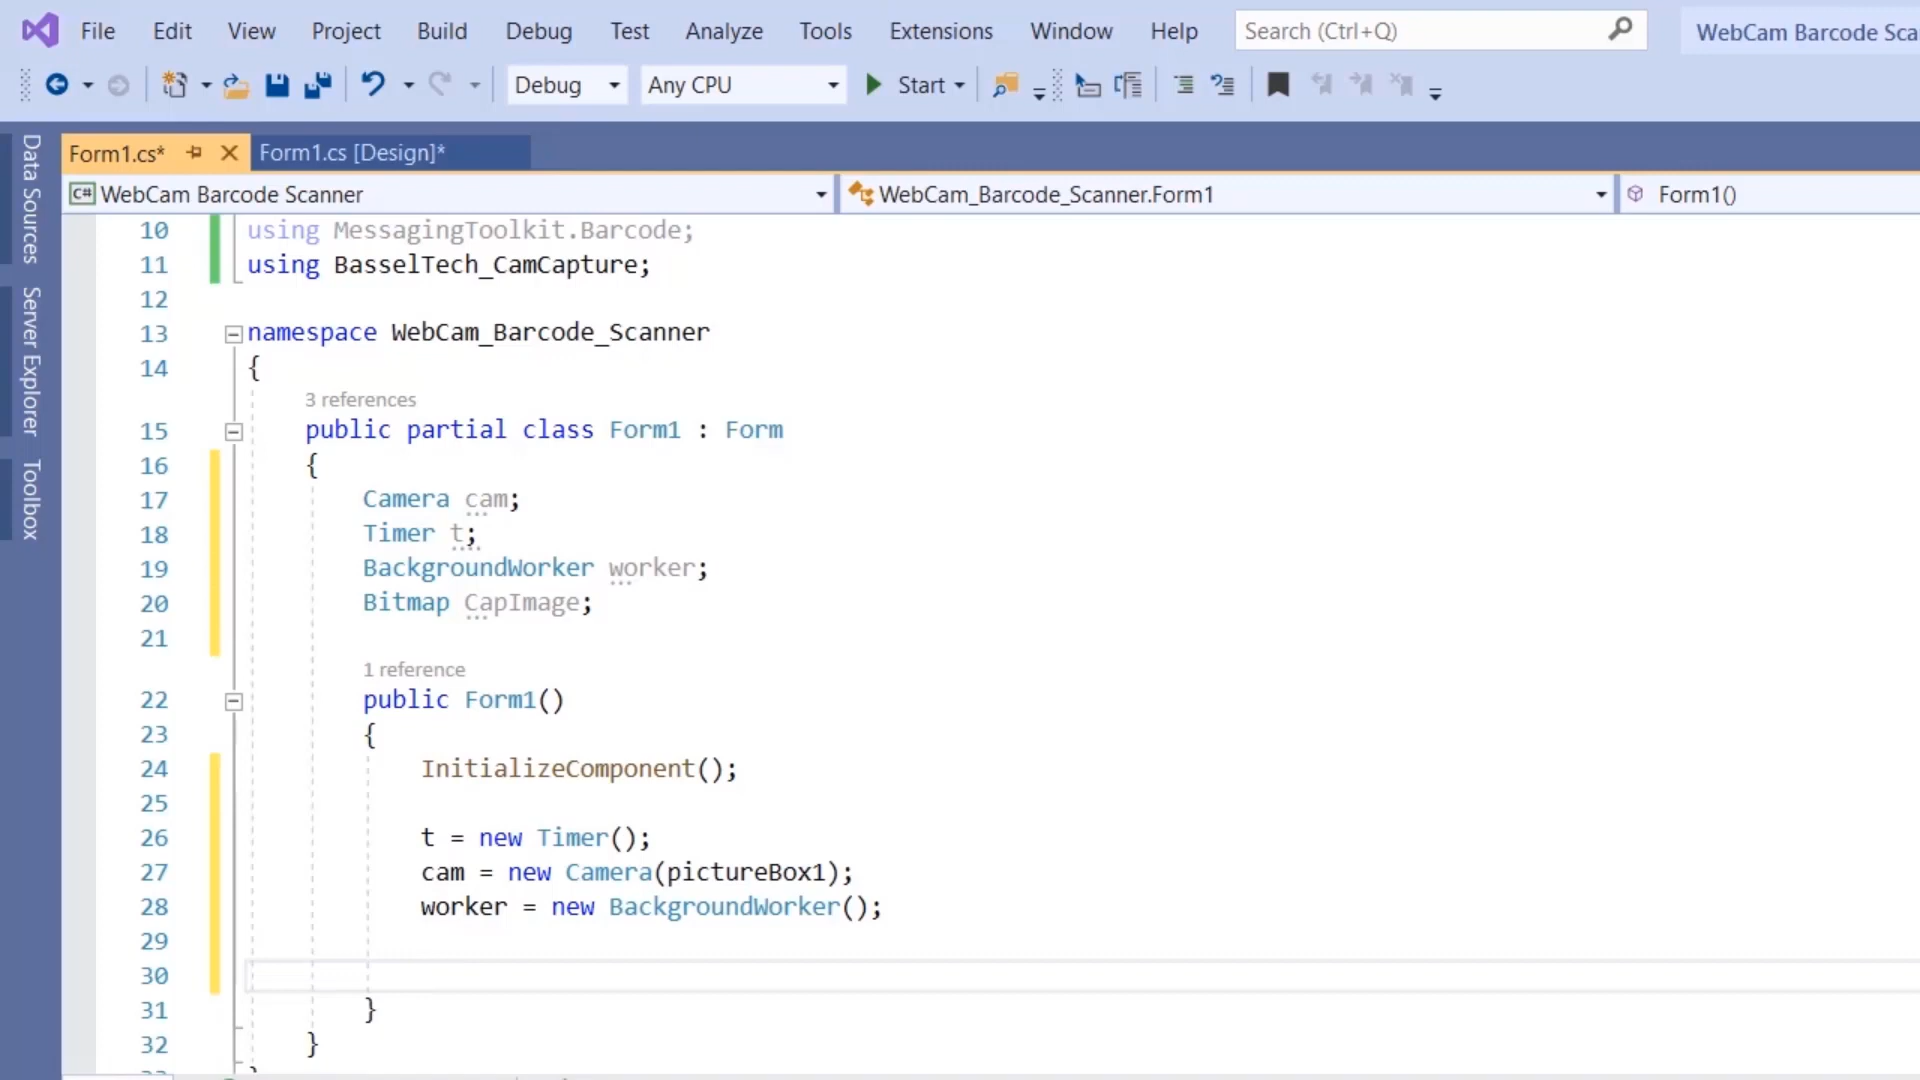 File Edit View Project Build Debug Test Analyze Tools Extensions Window Help Search (Ctrl+Q) WebCam Barcode Sca
Debug Any CPU Start
Form1.cs* Form1.cs [Design]*
C# WebCam Barcode Scanner WebCam_Barcode_Scanner.Form1 Form1()
Data Sources
Server Explorer
Toolbox
10 using MessagingToolkit.Barcode;
11 using BasselTech_CamCapture;
12
13 namespace WebCam_Barcode_Scanner
14 {
3 references
15 public partial class Form1 : Form
16 {
17 Camera cam;
18 Timer t;
19 BackgroundWorker worker;
20 Bitmap CapImage;
21
1 reference
22 public Form1()
23 {
24 InitializeComponent();
25
26 t = new Timer();
27 cam = new Camera(pictureBox1);
28 worker = new BackgroundWorker();
29
30
31 }
32 }